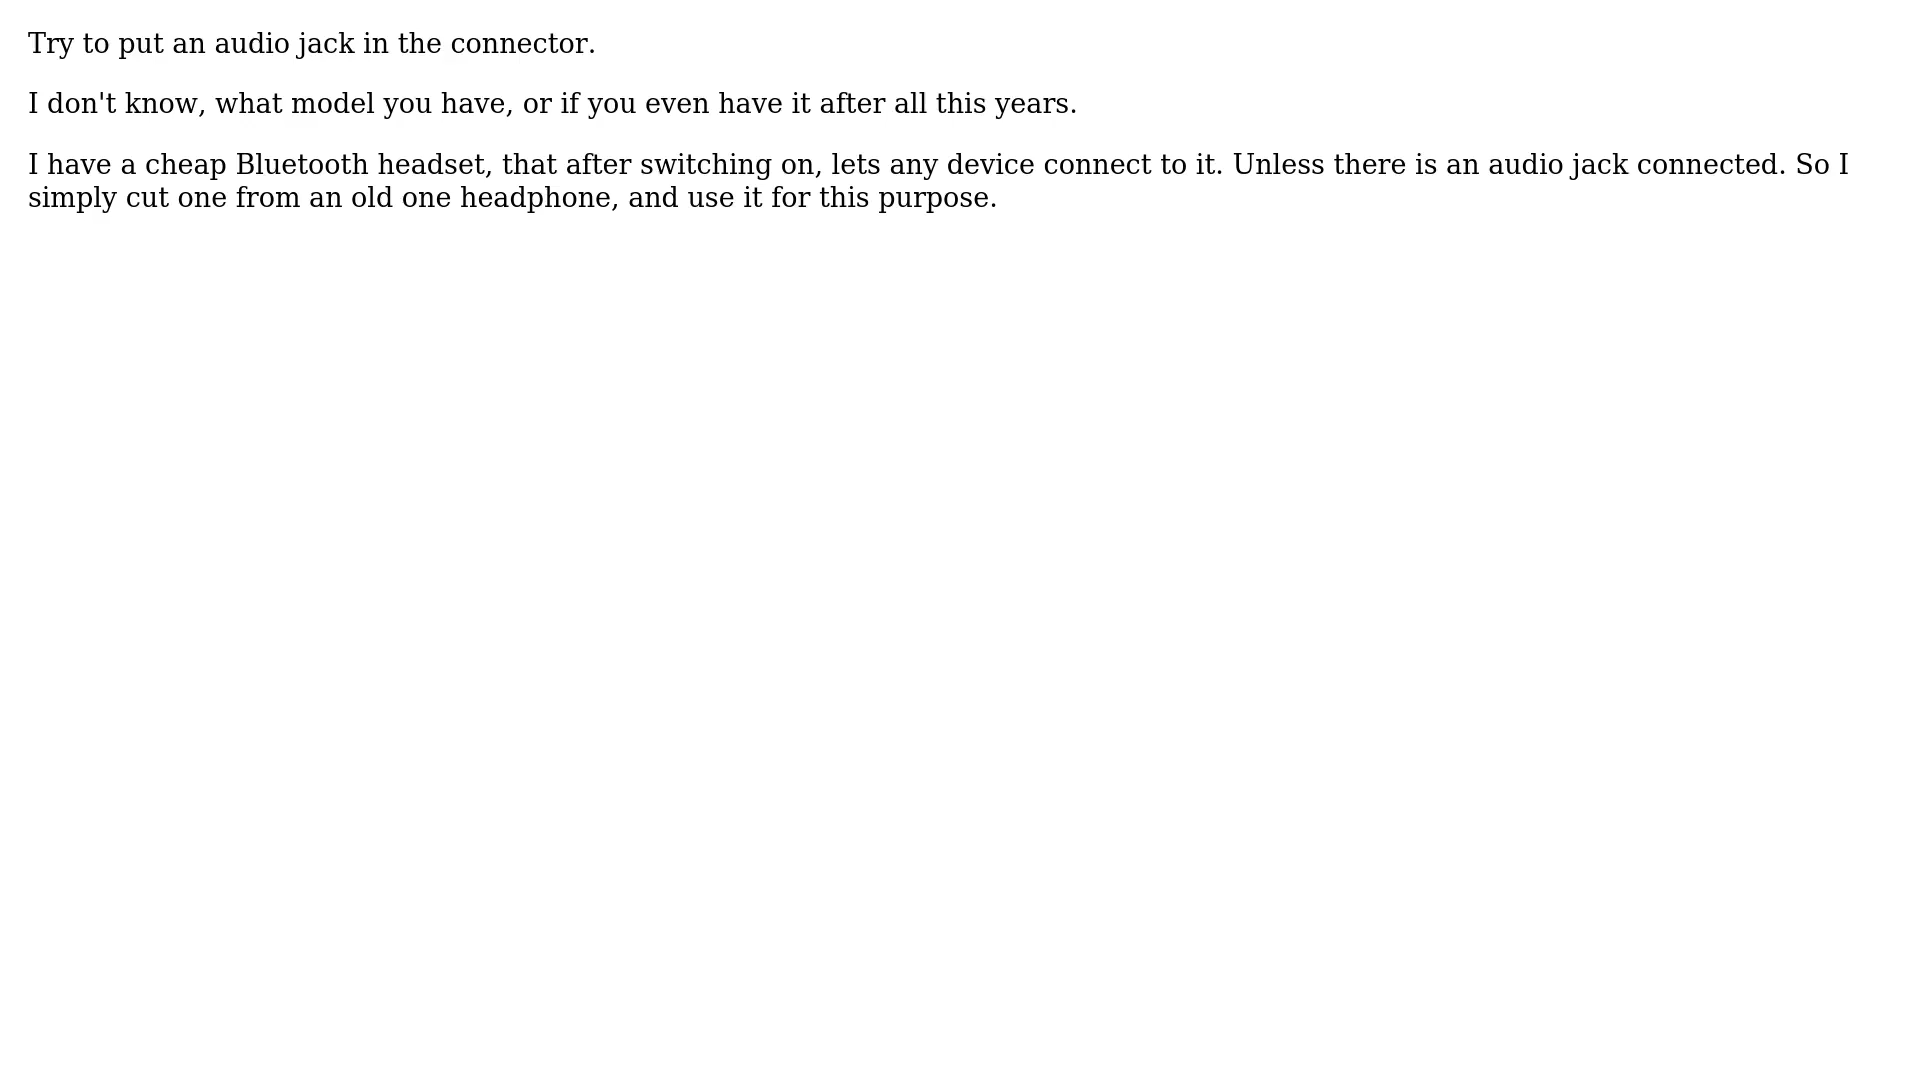 Try to put an audio jack in the connector.
I don't know, what model you have, or if you even have it after all this years.
I have a cheap Bluetooth headset, that after switching on, lets any device connect to it. Unless there is an audio jack connected. So I
simply cut one from an old one headphone, and use it for this purpose.